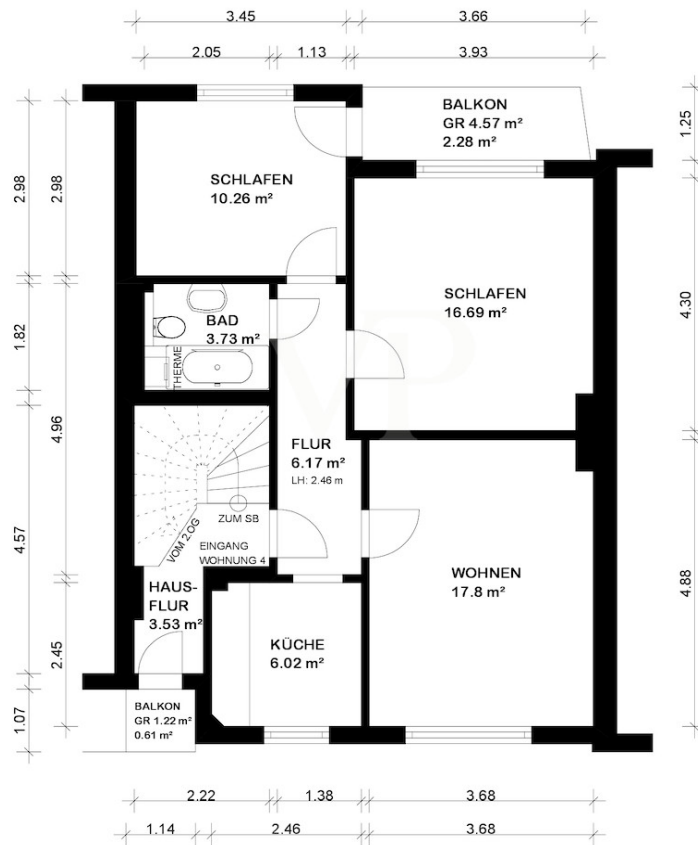 3.45
3.66
2.05
1.13
3.93
BALKON
GR 4.57 m²
2.28 m²
1.25
2.98
2.98
SCHLAFEN
10.26 m²
SCHLAFEN
16.69 m²
4.30
BAD
3.73 m²
THERME
1.82
4.96
VP
FLUR
6.17 m²
LH: 2.46 m
ZUM SB
VOM 2.OG
EINGANG
WOHNUNG 4
4.57
HAUS-
FLUR
3.53 m²
WOHNEN
17.8 m²
4.88
2.45
KÜCHE
6.02 m²
1.07
BALKON
GR 1.22 m²
0.61 m²
2.22
1.38
3.68
1.14
2.46
3.68